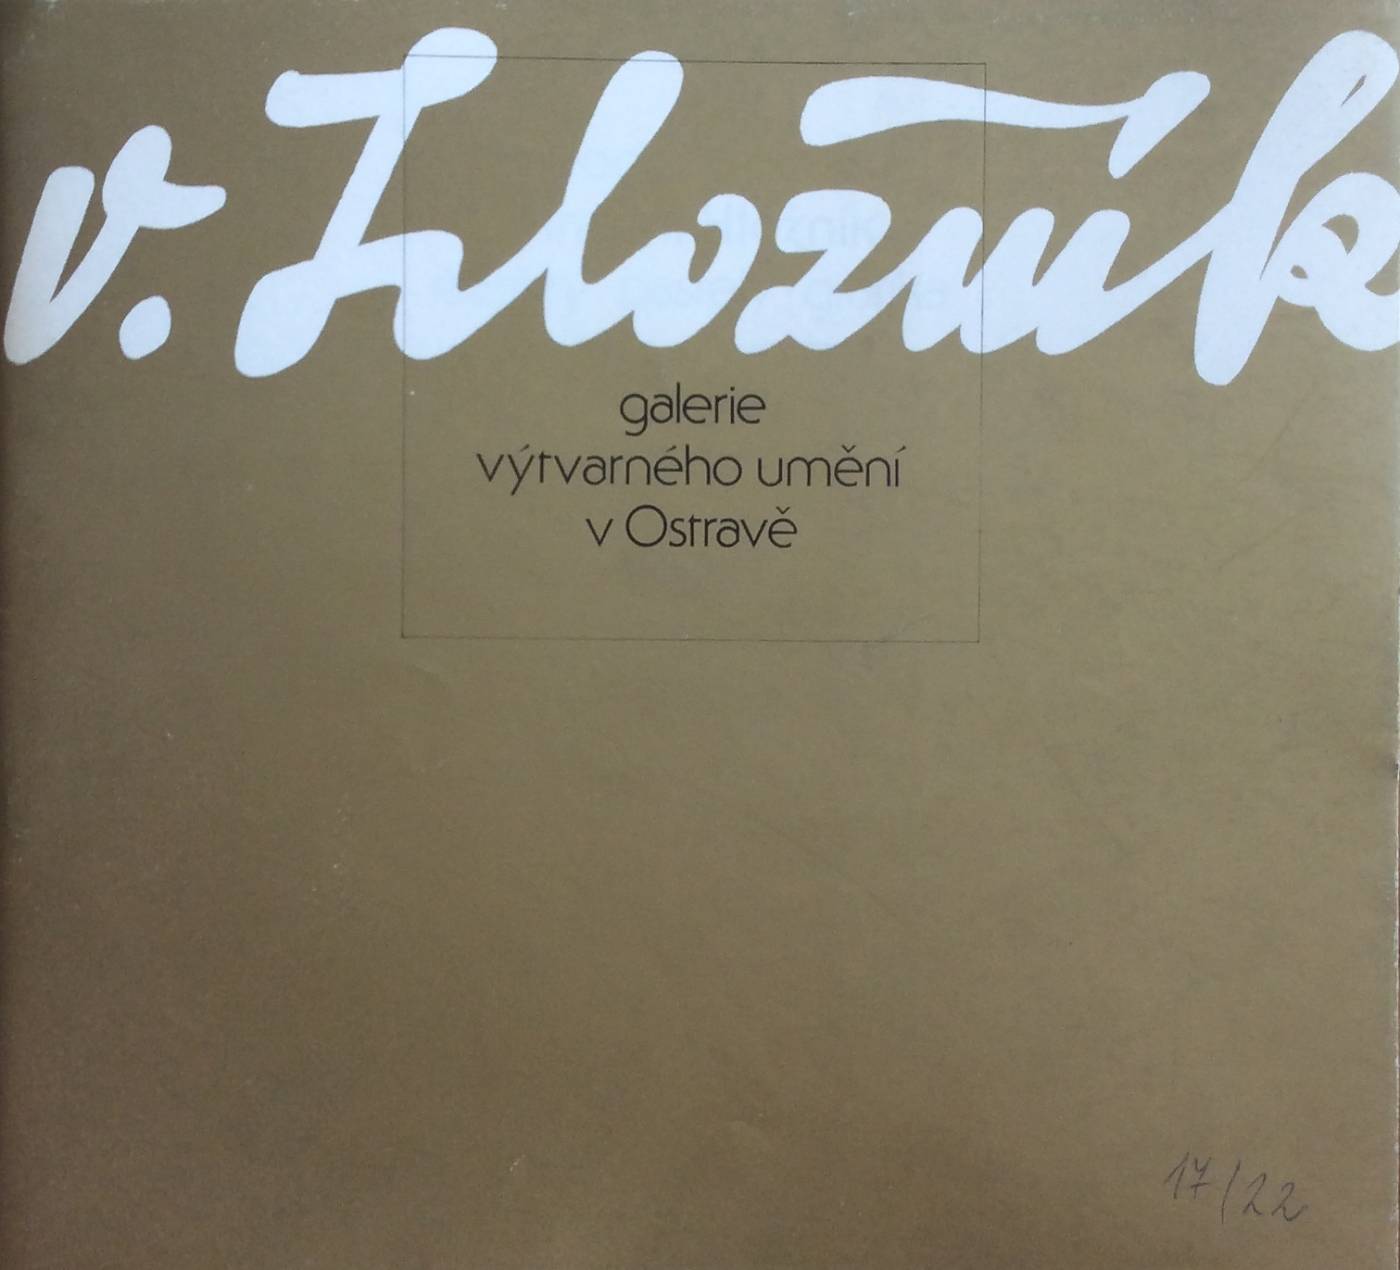 v. Hložník
galerie
výtvarného umění
v Ostravě
17/22